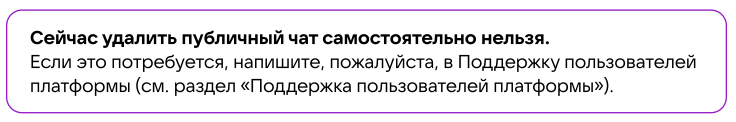 Сейчас удалить публичный чат самостоятельно нельзя.
Если это потребуется, напишите, пожалуйста, в Поддержку пользователей
платформы (см. раздел «Поддержка пользователей платформы»).